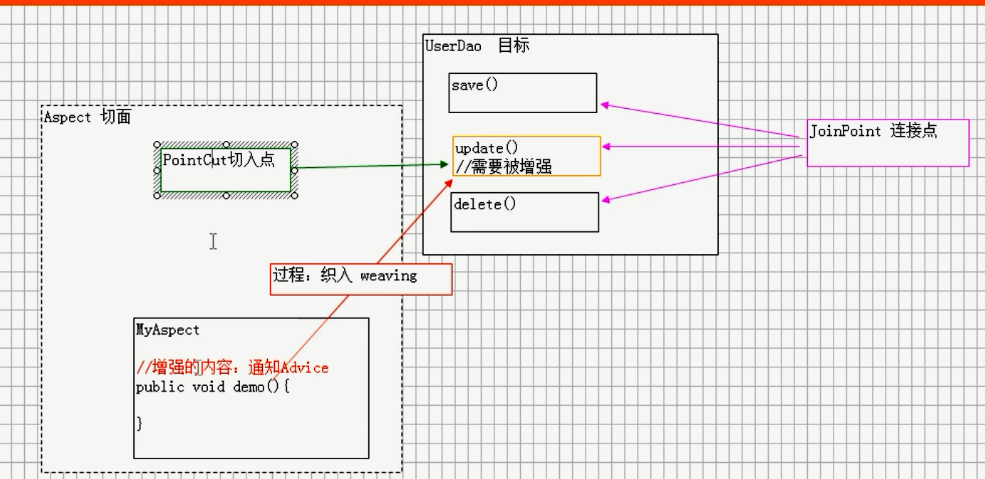 UserDao 目标
save()
update()
//需要被增强
delete()
JoinPoint 连接点
Aspect 切面
PointCut切入点
过程: 织入 weaving
MyAspect
//增强的内容: 通知Advice
public void demo(){
}